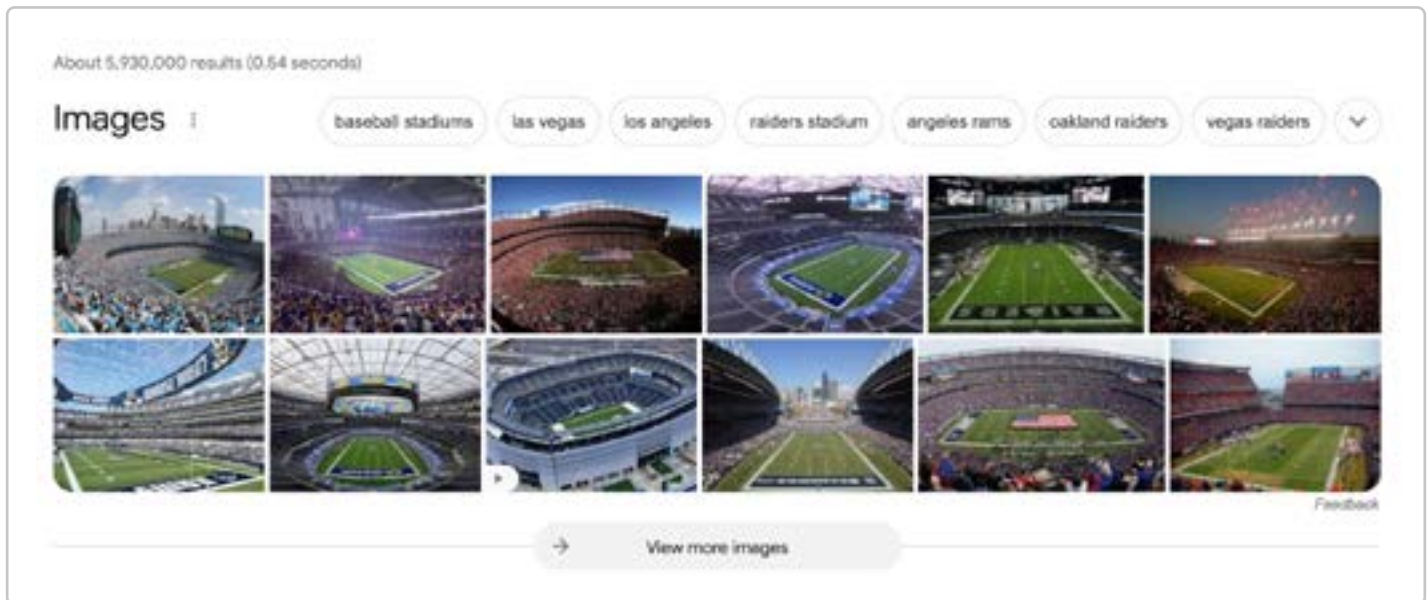 About 5,930,000 results (0.54 seconds)
Images
baseball stadiums
las vegas
los angeles
raiders stadium
angeles rams
oakland raiders
vegas raiders
Feedback
View more images